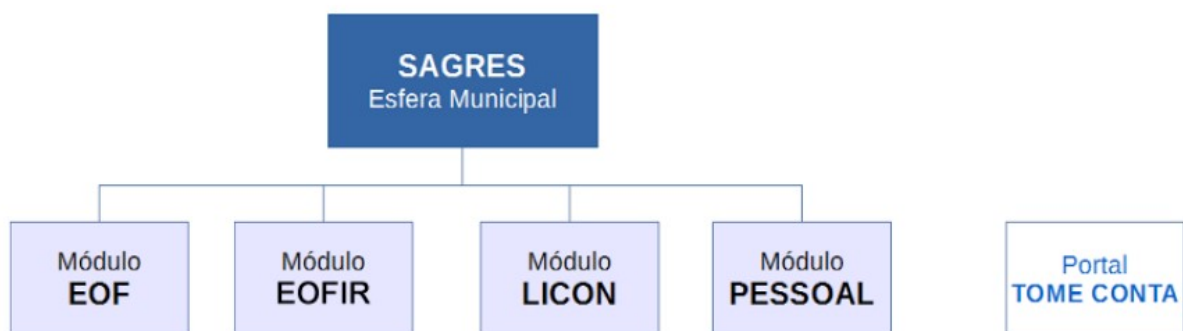 SAGRES
Esfera Municipal
Módulo
EOF
Módulo
EOFIR
Módulo
LICON
Módulo
PESSOAL
Portal
TOME CONTA